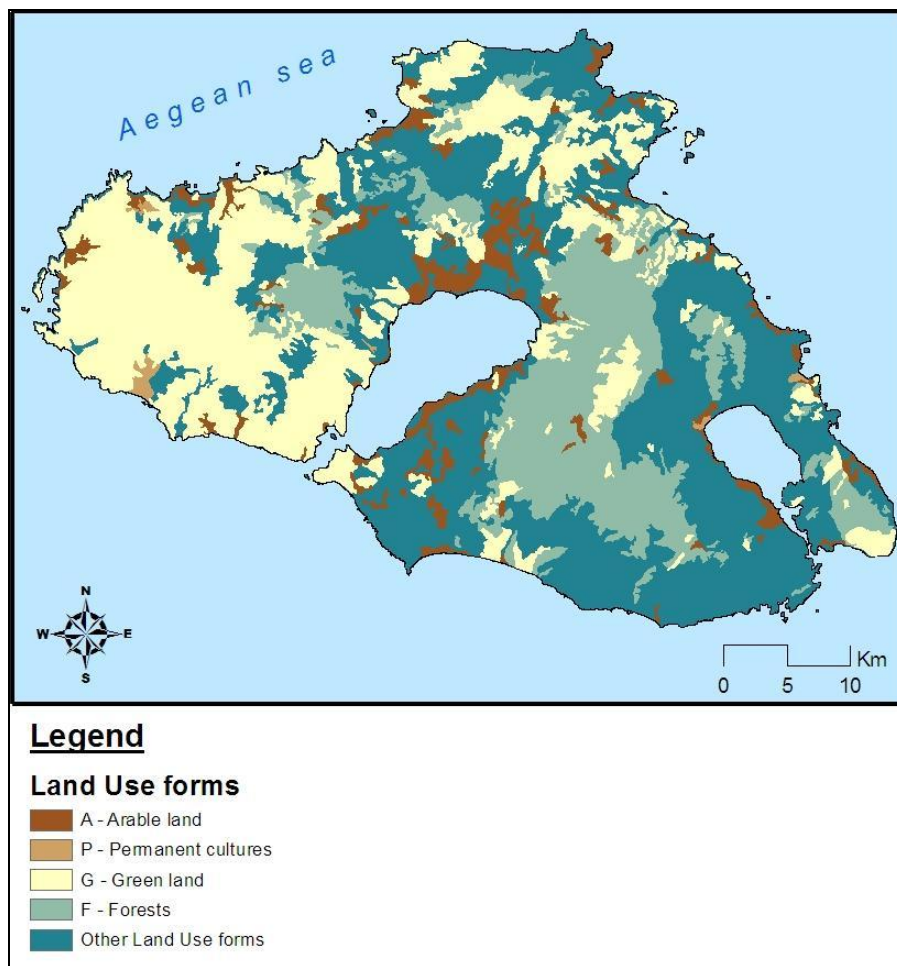 Aegean sea
N
W E
S
Km
0 5 10
Legend
Land Use forms
A - Arable land
P - Permanent cultures
G - Green land
F - Forests
Other Land Use forms